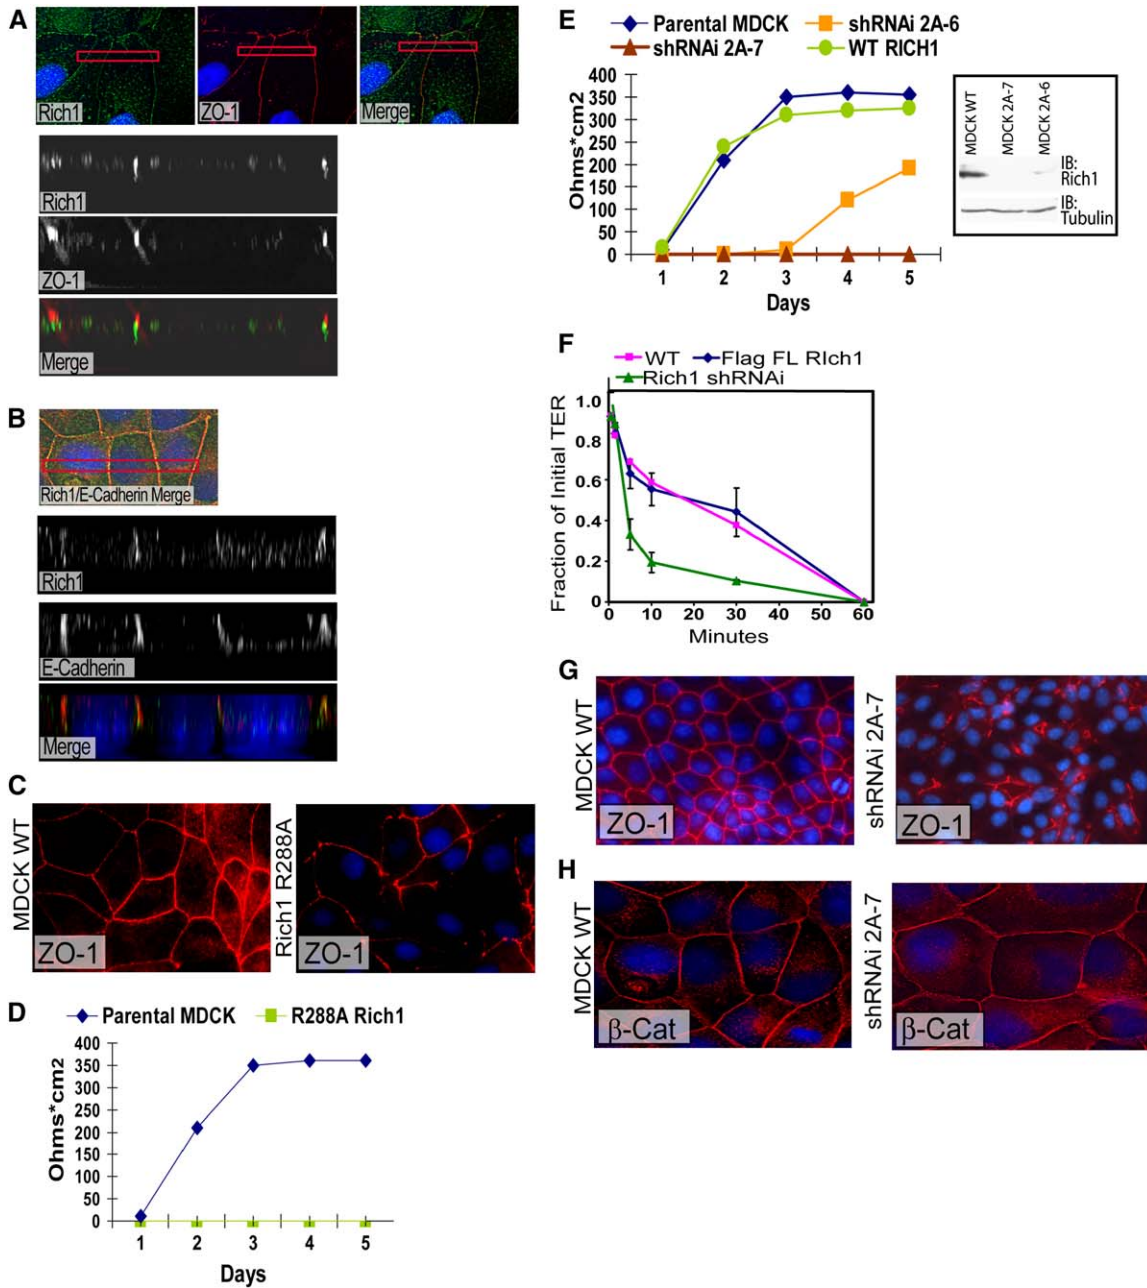 A
Rich1
ZO-1
Merge
Rich1
ZO-1
Merge
B
Rich1/E-Cadherin Merge
Rich1
E-Cadherin
Merge
C
MDCK WT
ZO-1
Rich1 R288A
ZO-1
D
Parental MDCK
R288A Rich1
Ohms*cm2
400
350
300
250
200
150
100
50
0
1 2 3 4 5
Days
E
Parental MDCK
shRNAi 2A-6
shRNAi 2A-7
WT RICH1
Ohms*cm2
400
350
300
250
200
150
100
50
0
1 2 3 4 5
Days
MDCK WT
MDCK 2A-7
MDCK 2A-6
IB:
Rich1
IB:
Tubulin
F
WT
Flag FL RIch1
Rich1 shRNAi
Fraction of Initial TER
1.0
0.8
0.6
0.4
0.2
0
0 10 20 30 40 50 60
Minutes
G
MDCK WT
ZO-1
shRNAi 2A-7
ZO-1
H
MDCK WT
β-Cat
shRNAi 2A-7
β-Cat